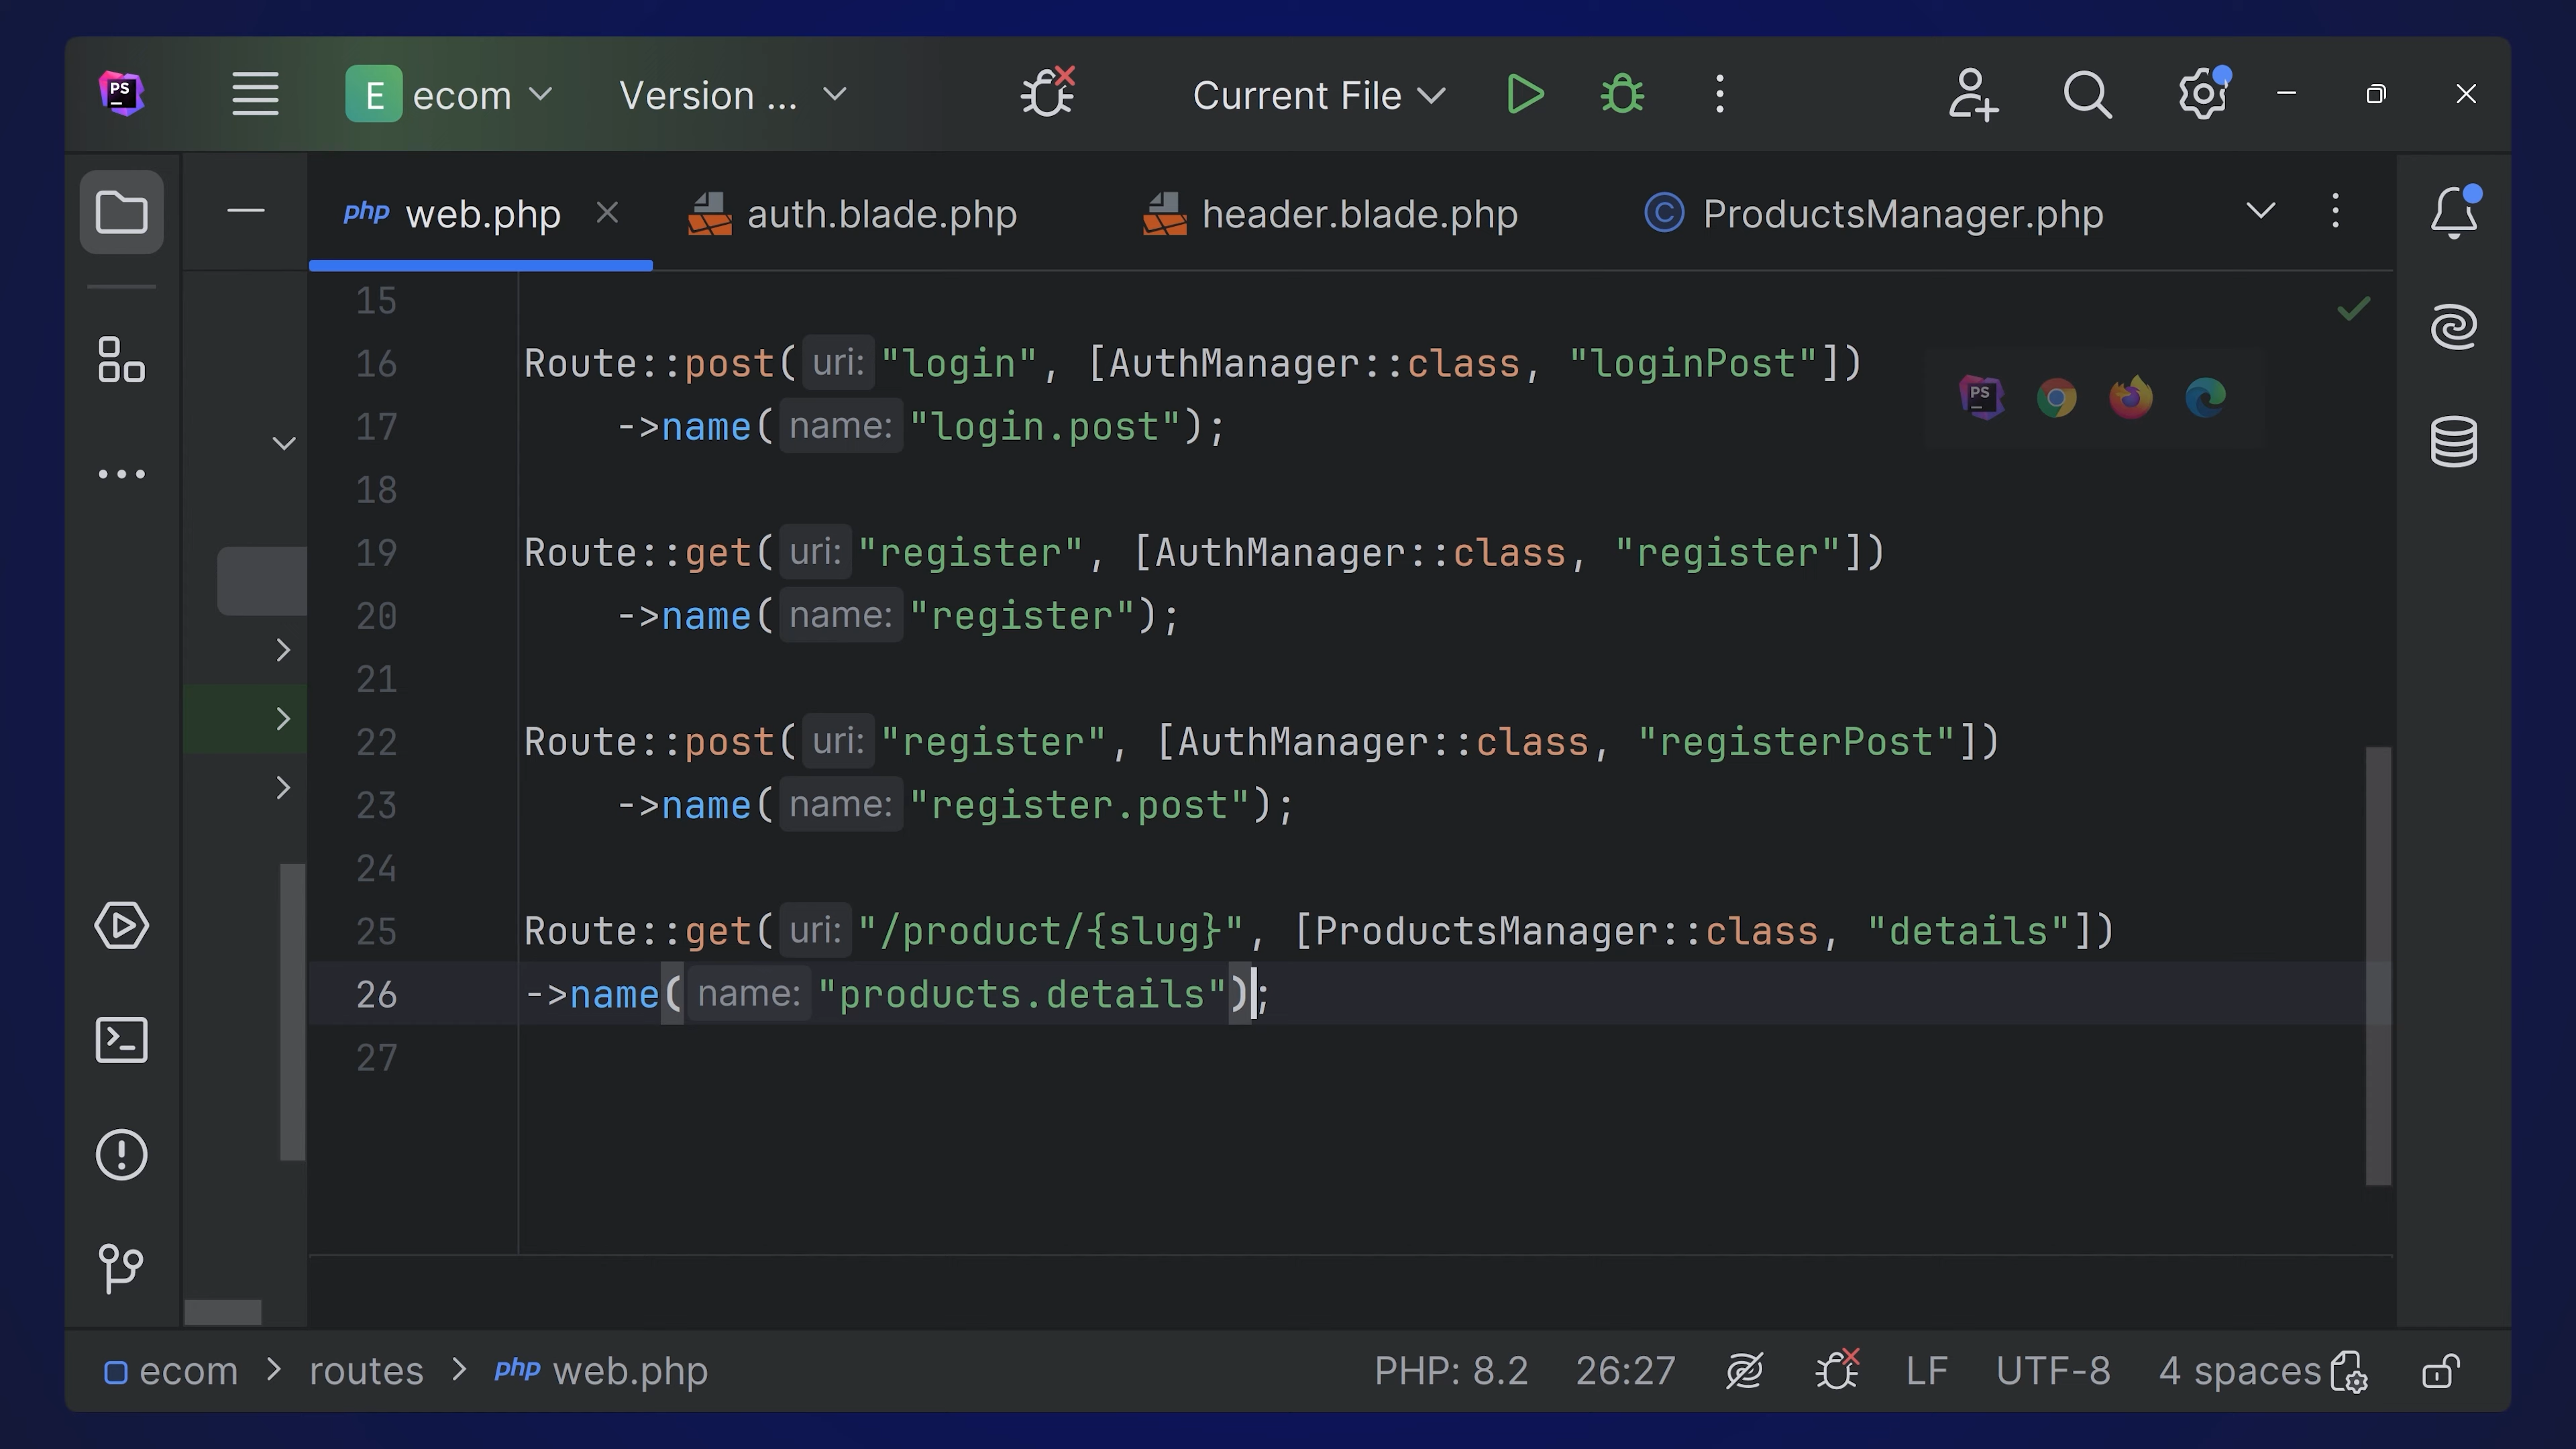 PS E ecom Version ... Current File
php web.php auth.blade.php header.blade.php C ProductsManager.php
15
16 Route::post( uri: "login", [AuthManager::class, "loginPost"])
PS
17 ->name( name: "login.post");
18
19 Route::get( uri: "register", [AuthManager::class, "register"])
20 ->name( name: "register");
21
22 Route::post( uri: "register", [AuthManager::class, "registerPost"])
23 ->name( name: "register.post");
24
25 Route::get( uri: "/product/{slug}", [ProductsManager::class, "details"])
26 ->name( name: "products.details");
27
ecom > routes > php web.php PHP: 8.2 26:27 LF UTF-8 4 spaces